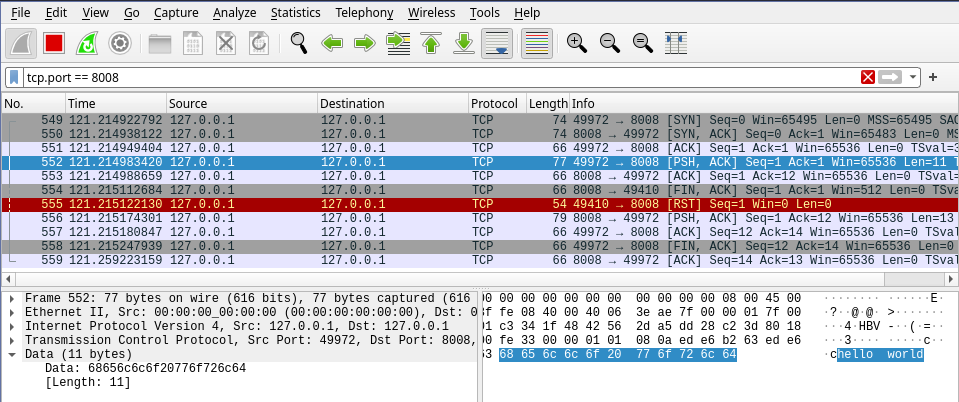 File Edit View Go Capture Analyze Statistics Telephony Wireless Tools Help
tcp.port == 8008
No. Time Source Destination Protocol Length Info
549 121.214922792 127.0.0.1 127.0.0.1 TCP 74 49972 → 8008 [SYN] Seq=0 Win=65495 Len=0 MSS=65495 SAC
550 121.214938122 127.0.0.1 127.0.0.1 TCP 74 8008 → 49972 [SYN, ACK] Seq=0 Ack=1 Win=65483 Len=0 MS
551 121.214949404 127.0.0.1 127.0.0.1 TCP 66 49972 → 8008 [ACK] Seq=1 Ack=1 Win=65536 Len=0 TSval=3
552 121.214983420 127.0.0.1 127.0.0.1 TCP 77 49972 → 8008 [PSH, ACK] Seq=1 Ack=1 Win=65536 Len=11 T
553 121.214988659 127.0.0.1 127.0.0.1 TCP 66 8008 → 49972 [ACK] Seq=1 Ack=12 Win=65536 Len=0 TSval=
554 121.215112684 127.0.0.1 127.0.0.1 TCP 66 8008 → 49410 [FIN, ACK] Seq=1 Ack=1 Win=512 Len=0 TSva
555 121.215122130 127.0.0.1 127.0.0.1 TCP 54 49410 → 8008 [RST] Seq=1 Win=0 Len=0
556 121.215174301 127.0.0.1 127.0.0.1 TCP 79 8008 → 49972 [PSH, ACK] Seq=1 Ack=12 Win=65536 Len=13
557 121.215180847 127.0.0.1 127.0.0.1 TCP 66 49972 → 8008 [ACK] Seq=12 Ack=14 Win=65536 Len=0 TSval
558 121.215247939 127.0.0.1 127.0.0.1 TCP 66 49972 → 8008 [FIN, ACK] Seq=12 Ack=14 Win=65536 Len=0
559 121.259223159 127.0.0.1 127.0.0.1 TCP 66 8008 → 49972 [ACK] Seq=14 Ack=13 Win=65536 Len=0 TSval
Frame 552: 77 bytes on wire (616 bits), 77 bytes captured (616
Ethernet II, Src: 00:00:00_00:00:00 (00:00:00:00:00:00), Dst: 0
Internet Protocol Version 4, Src: 127.0.0.1, Dst: 127.0.0.1
Transmission Control Protocol, Src Port: 49972, Dst Port: 8008,
Data (11 bytes)
Data: 68656c6c6f20776f726c64
[Length: 11]
00 00 00 00 00 00 00 00 00 00 00 00 08 00 45 00 ········ ······E·
3f fe 08 40 00 40 06 3e ae 7f 00 00 01 7f 00 ·?··@·@· >·······
01 c3 34 1f 48 42 56 2d a5 dd 28 c2 3d 80 18 ···4·HBV -··(·=··
fe 33 00 00 01 01 08 0a ed e6 b2 63 ed e6 ··3····· ·····c··
63 68 65 6c 6c 6f 20 77 6f 72 6c 64 ·chello world